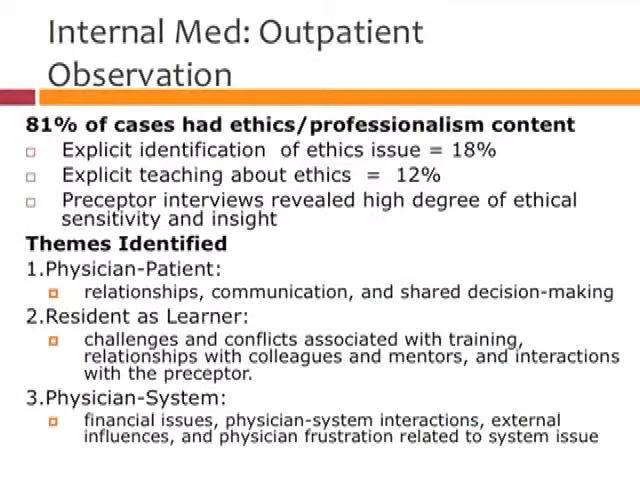 Internal Med: Outpatient
Observation
81% of cases had ethics/professionalism content
Explicit identification of ethics issue = 18%
Explicit teaching about ethics = 12%
Preceptor interviews revealed high degree of ethical
sensitivity and insight
Themes Identified
1.Physician-Patient:
relationships, communication, and shared decision-making
2.Resident as Learner:
challenges and conflicts associated with training,
relationships with colleagues and mentors, and interactions
with the preceptor.
3.Physician-System:
financial issues, physician-system interactions, external
influences, and physician frustration related to system issue